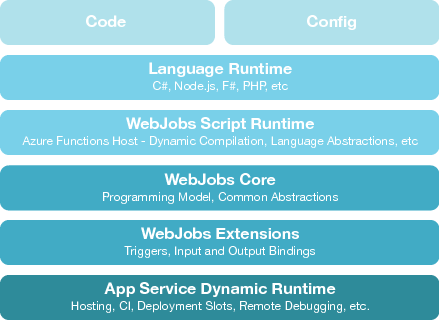 Code
Config
Language Runtime
C#, Node.js, F#, PHP, etc
WebJobs Script Runtime
Azure Functions Host - Dynamic Compilation, Language Abstractions, etc
WebJobs Core
Programming Model, Common Abstractions
WebJobs Extensions
Triggers, Input and Output Bindings
App Service Dynamic Runtime
Hosting, CI, Deployment Slots, Remote Debugging, etc.